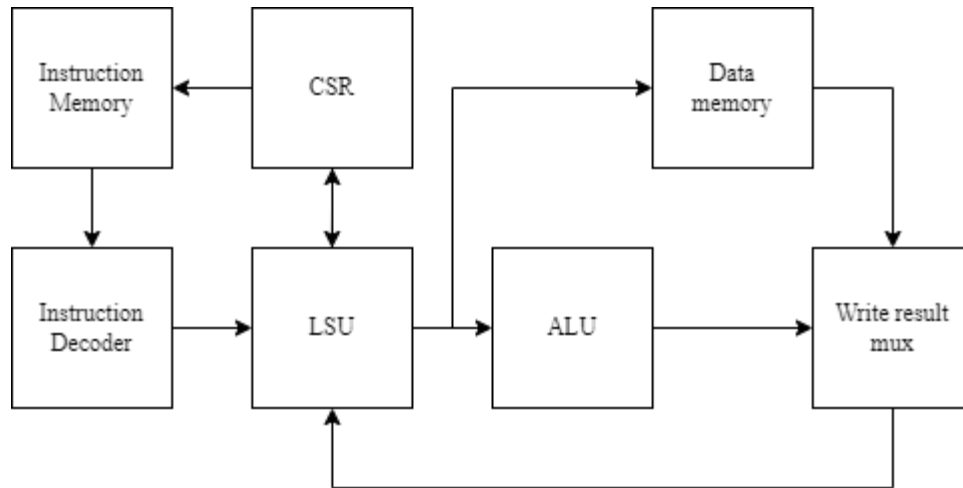 Instruction
Memory
CSR
Data
memory
Instruction
Decoder
LSU
ALU
Write result
mux